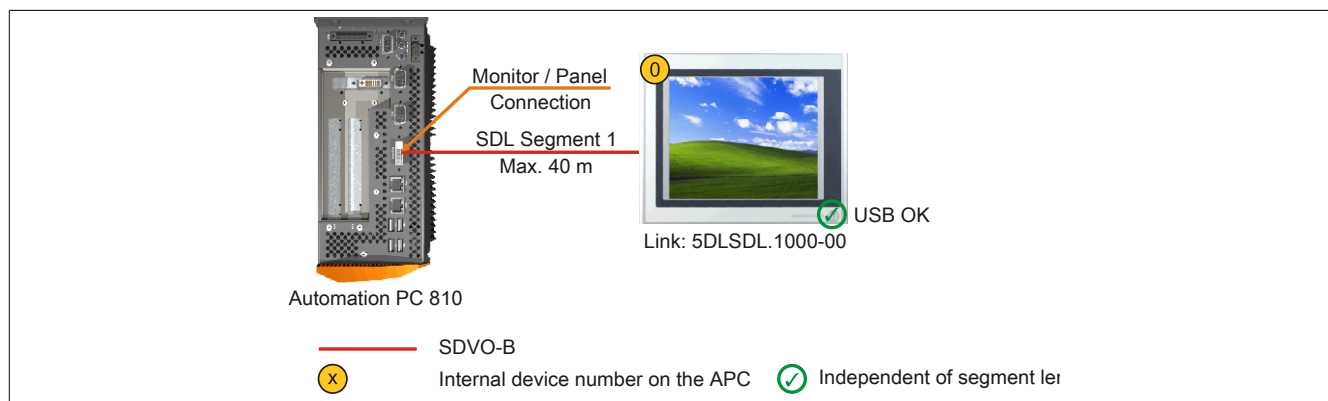 Monitor / Panel
Connection
SDL Segment 1
Max. 40 m
0
USB OK
Link: 5DLSDL.1000-00
Automation PC 810
SDVO-B
x
Internal device number on the APC
Independent of segment